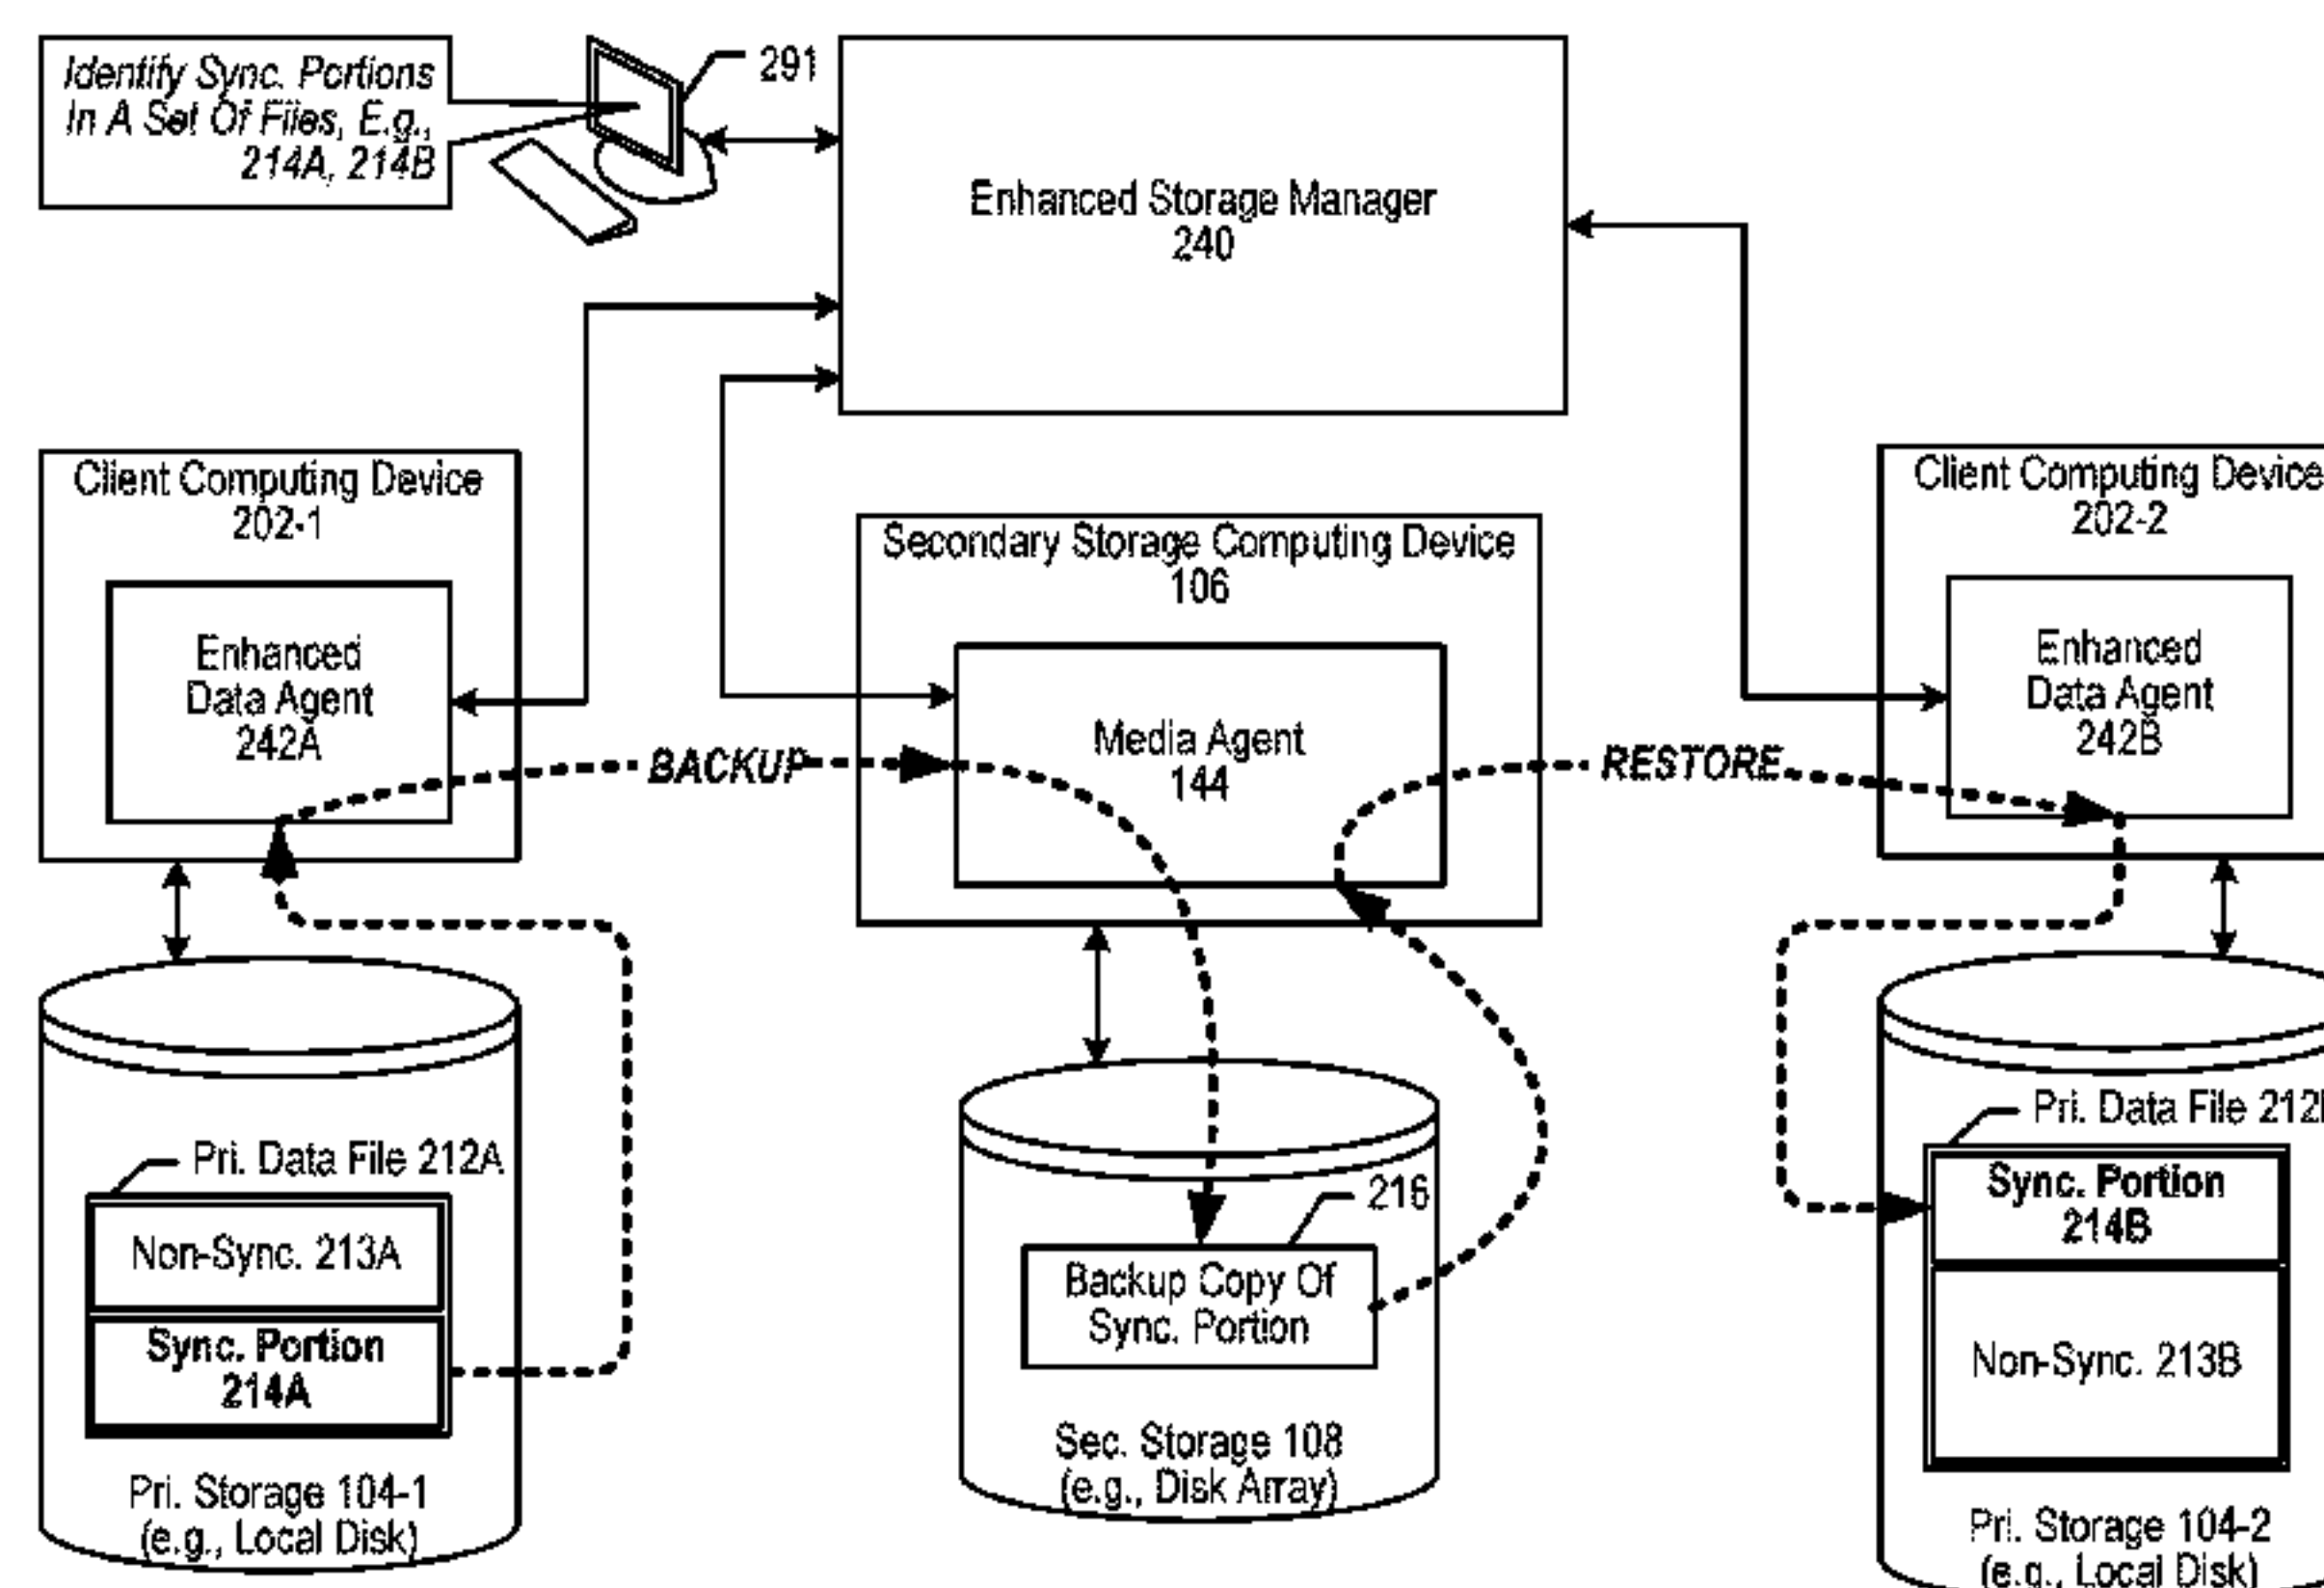 Identify Sync. Portions
In A Set Of Files, E.g.,
214A, 214B
291
Enhanced Storage Manager
240
Client Computing Device
202-1
Enhanced
Data Agent
242A
BACKUP
Secondary Storage Computing Device
106
Media Agent
144
RESTORE
Client Computing Device
202-2
Enhanced
Data Agent
242B
Pri. Data File 212A
Non-Sync. 213A
Sync. Portion
214A
Pri. Storage 104-1
(e.g., Local Disk)
216
Backup Copy Of
Sync. Portion
Sec. Storage 108
(e.g., Disk Array)
Pri. Data File
Sync. Portion
214B
Non-Sync. 213B
Pri. Storage 104-2
(e.g., Local Disk)